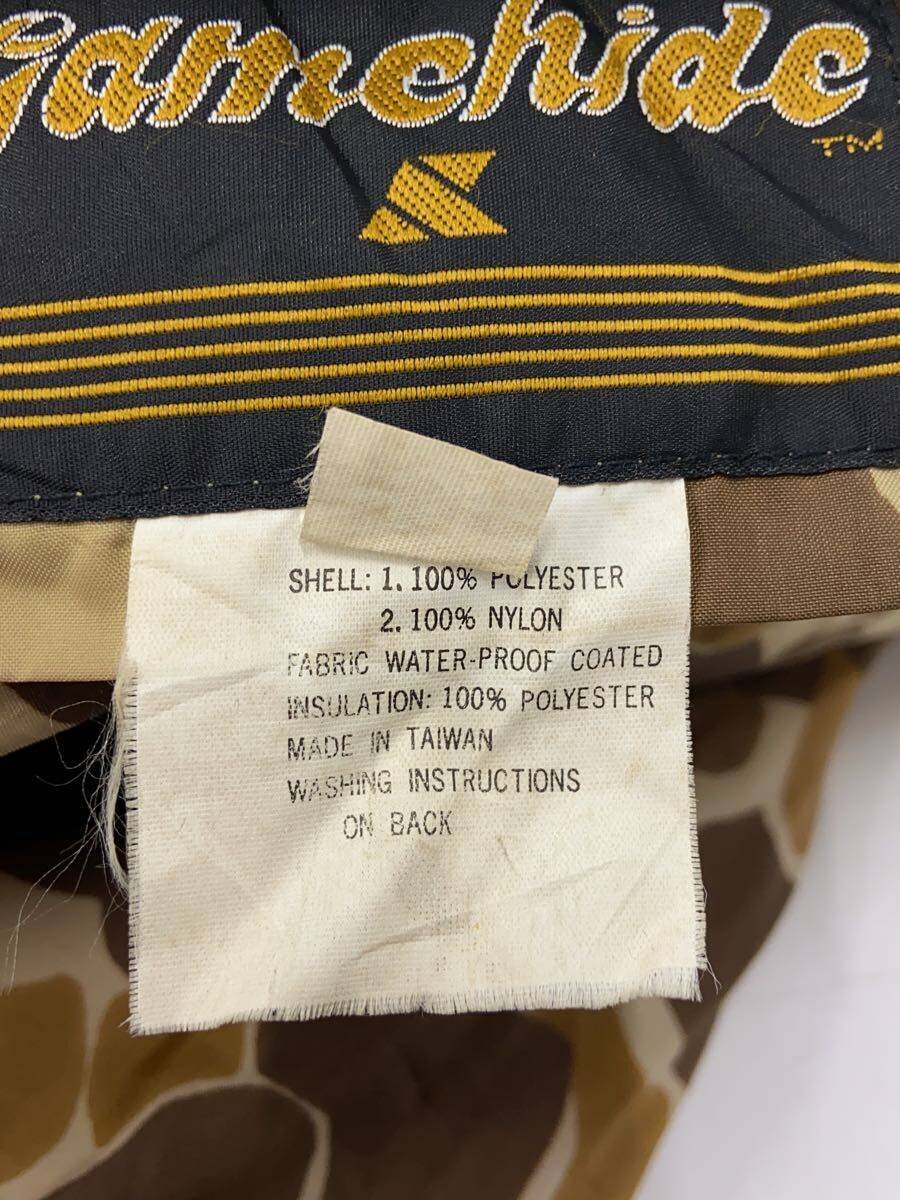 Gamehide
TM
SHELL: 1. 100% POLYESTER
2. 100% NYLON
FABRIC WATER-PROOF COATED
INSULATION: 100% POLYESTER
MADE IN TAIWAN
WASHING INSTRUCTIONS
ON BACK